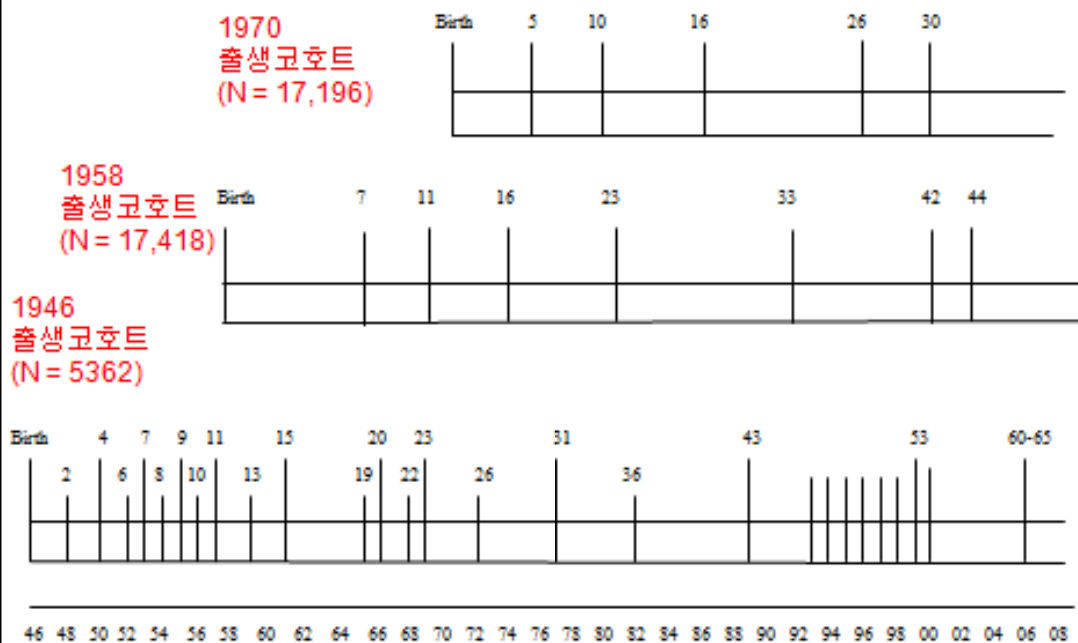 1970
출생코호트
(N = 17,196)
Birth 5 10 16 26 30
1958
출생코호트
(N = 17,418)
Birth 7 11 16 23 33 42 44
1946
출생코호트
(N = 5362)
Birth 4 7 9 11 15 20 23 31 43 53 60-65
2 6 8 10 13 19 22 26 36
46 48 50 52 54 56 58 60 62 64 66 68 70 72 74 76 78 80 82 84 86 88 90 92 94 96 98 00 02 04 06 08